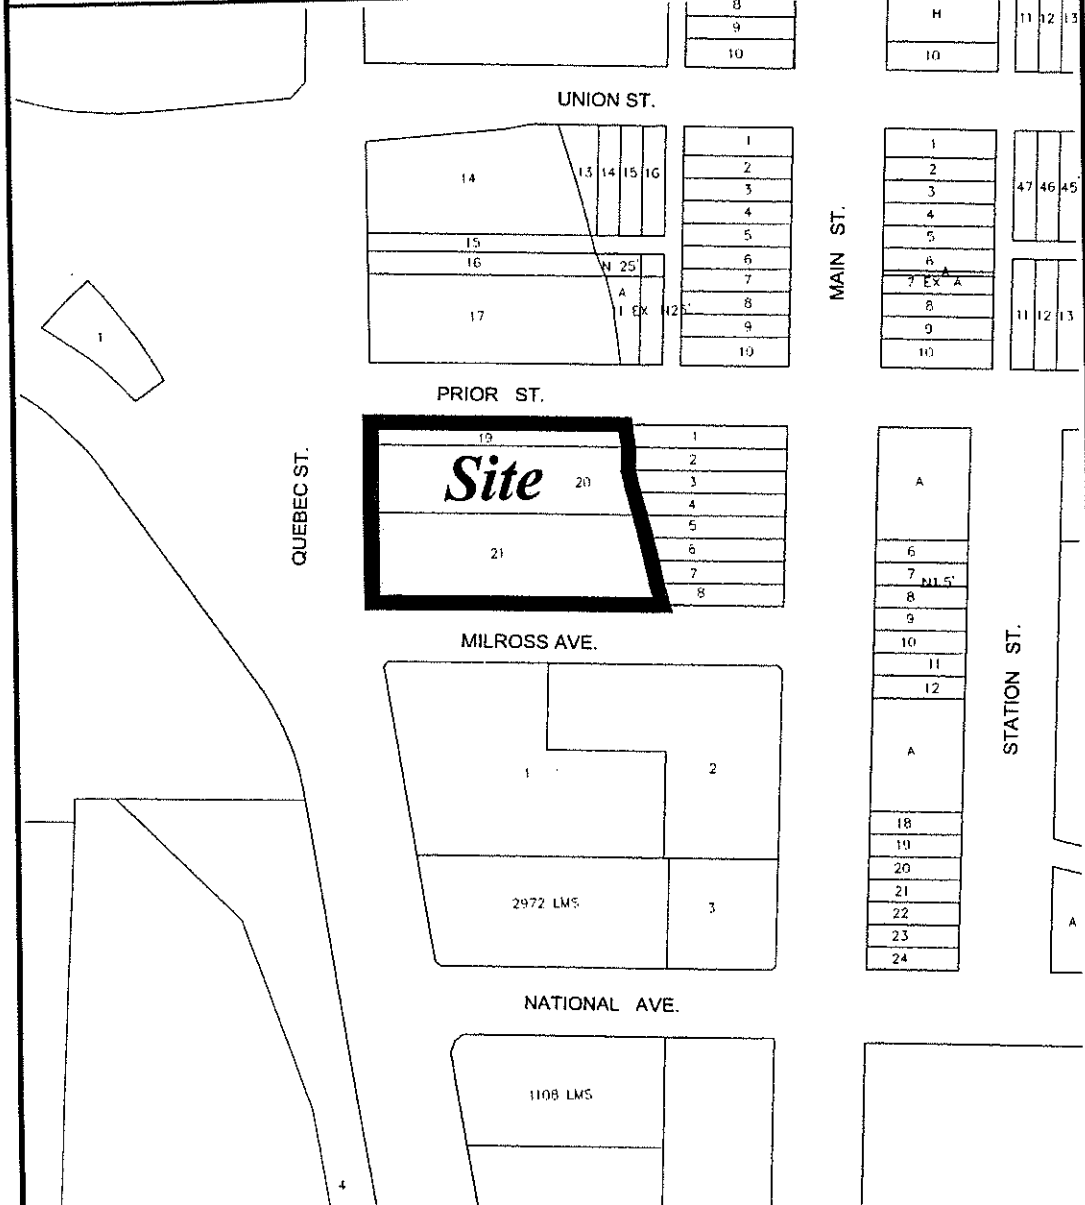 8
9
10
H
10
11 12 13
UNION ST.
14
13 14 15 16
15
16
N 25'
17
A
1 EX N25'
1
2
3
4
5
6
7
8
9
10
MAIN ST.
1
2
3
4
5
6
A
7 EX A
8
9
10
47 46 45
11 12 13
1
PRIOR ST.
QUEBEC ST.
19
Site
20
21
1
2
3
4
5
6
7
8
A
6
7 N1.5'
8
9
10
11
12
A
18
19
20
21
22
23
24
STATION ST.
A
MILROSS AVE.
1
2
2972 LMS
3
NATIONAL AVE.
1108 LMS
4